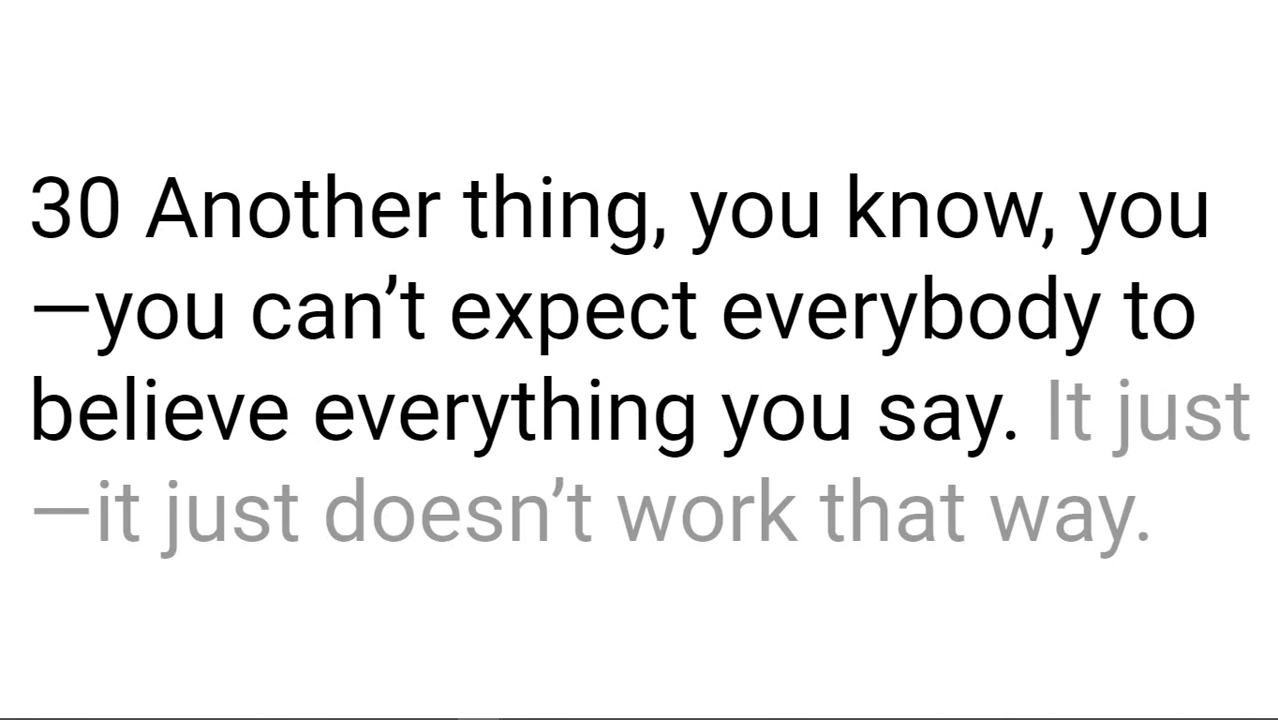 30 Another thing, you know, you
—you can’t expect everybody to
believe everything you say. It just
—it just doesn’t work that way.